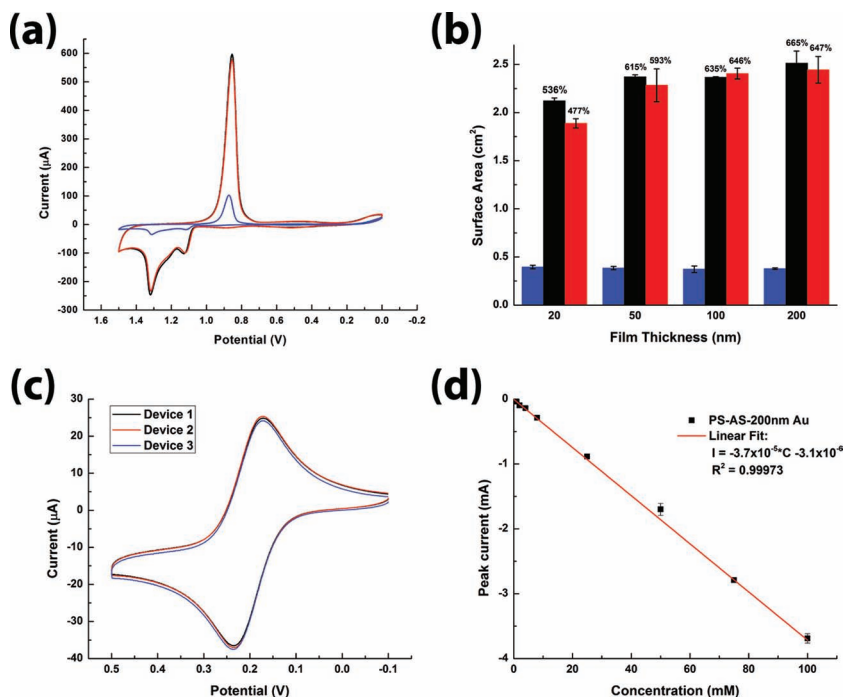 (a)
600
500
400
300
200
100
0
-100
-200
-300
Current (µA)
1.6 1.4 1.2 1.0 0.8 0.6 0.4 0.2 0.0 -0.2
Potential (V)
(b)
2.5
2.0
1.5
1.0
0.5
0.0
Surface Area (cm²)
536% 477% 615% 593% 635% 646% 665% 647%
20 50 100 200
Film Thickness (nm)
(c)
Device 1
Device 2
Device 3
40
30
20
10
0
-10
-20
-30
-40
Current (µA)
0.5 0.4 0.3 0.2 0.1 0.0 -0.1
Potential (V)
(d)
0
-1
-2
-3
-4
Peak current (mA)
PS-AS-200nm Au
Linear Fit:
I = -3.7x10⁻⁵*C -3.1x10⁻⁶
R² = 0.99973
0 20 40 60 80 100
Concentration (mM)